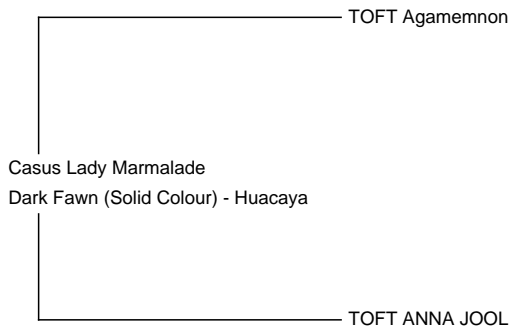 TOFT Agamemnon
Casus Lady Marmalade
Dark Fawn (Solid Colour) - Huacaya
TOFT ANNA JOOL